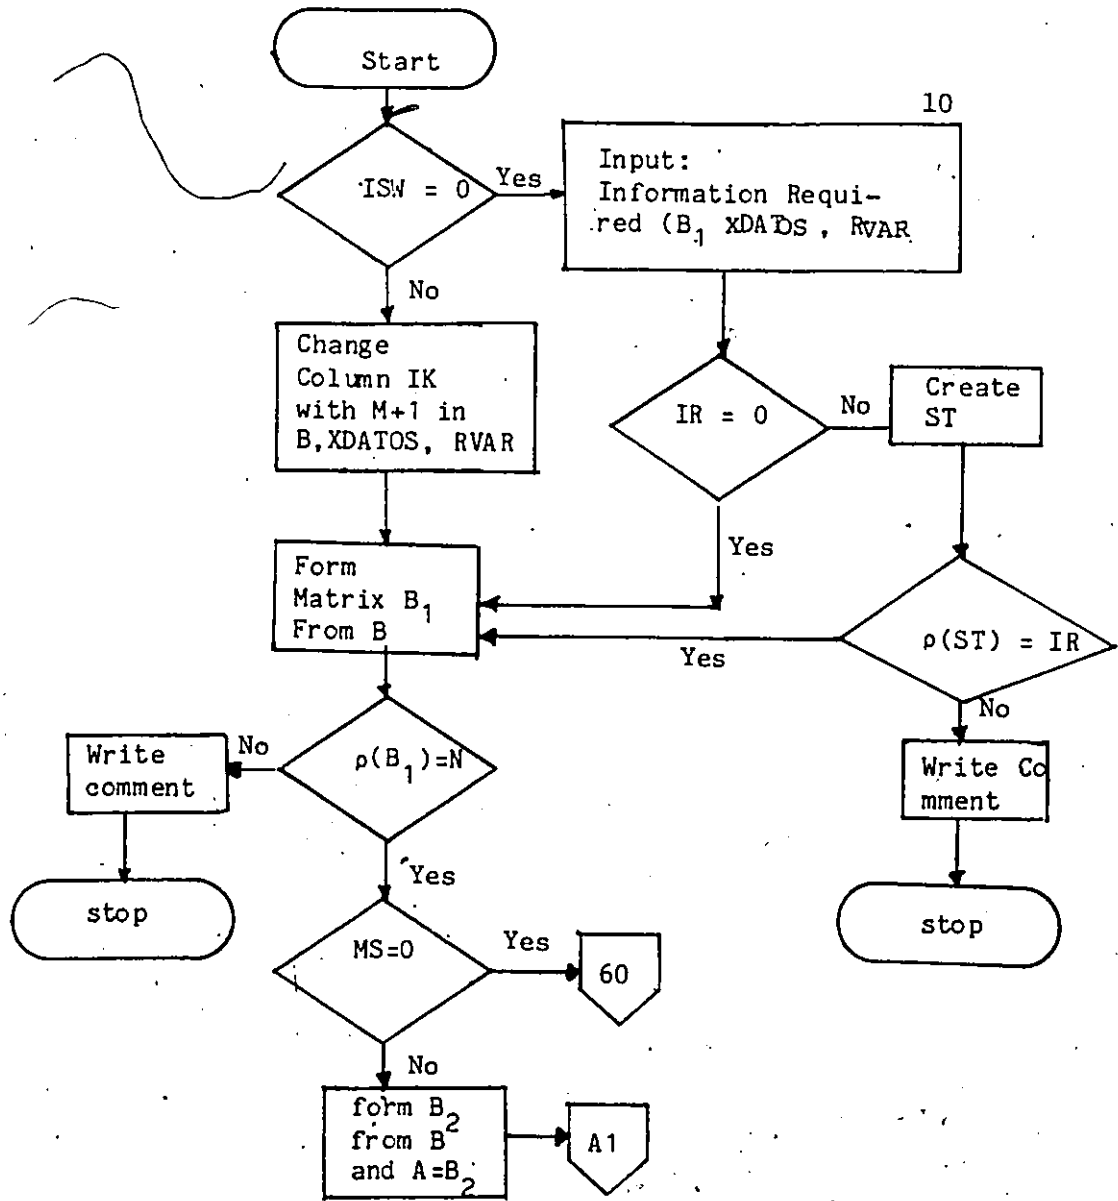 Start
10
ISW = 0
Yes
Input:
Information Requi-
red (B1 XDATOS, RVAR
No
Change
Column IK
with M+1 in
B,XDATOS, RVAR
IR = 0
No
Create
ST
Yes
Form
Matrix B1
From B
Yes
ρ(ST) = IR
No
Write
comment
No
ρ(B1)=N
Write Co
mment
Yes
stop
stop
MS=0
Yes
60
No
form B2
from B
and A=B2
A1